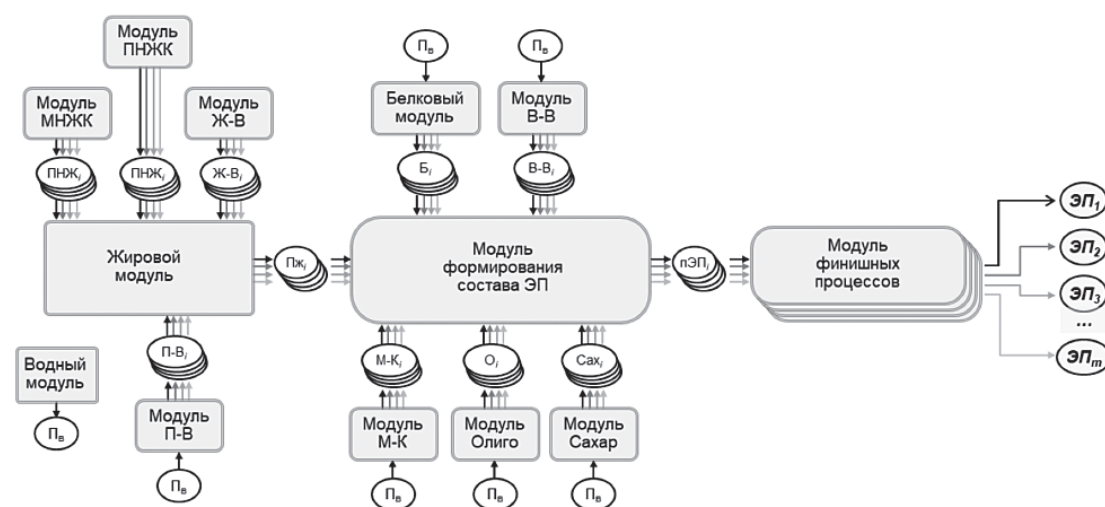 Модуль
ПНЖК
Модуль
МНЖК
Модуль
Ж-В
ПНЖi
ПНЖi
Ж-Вi
Жировой
модуль
Пжi
П-Вi
Модуль
П-В
Пв
Водный
модуль
Пв
Пв
Пв
Белковый
модуль
Модуль
В-В
Бi
В-Вi
Модуль
формирования
состава ЭП
М-Кi
Оi
Сахi
Модуль
М-К
Модуль
Олиго
Модуль
Сахар
Пв
Пв
Пв
пЭПi
Модуль
финишных
процессов
ЭП1
ЭП2
ЭП3
...
ЭПm